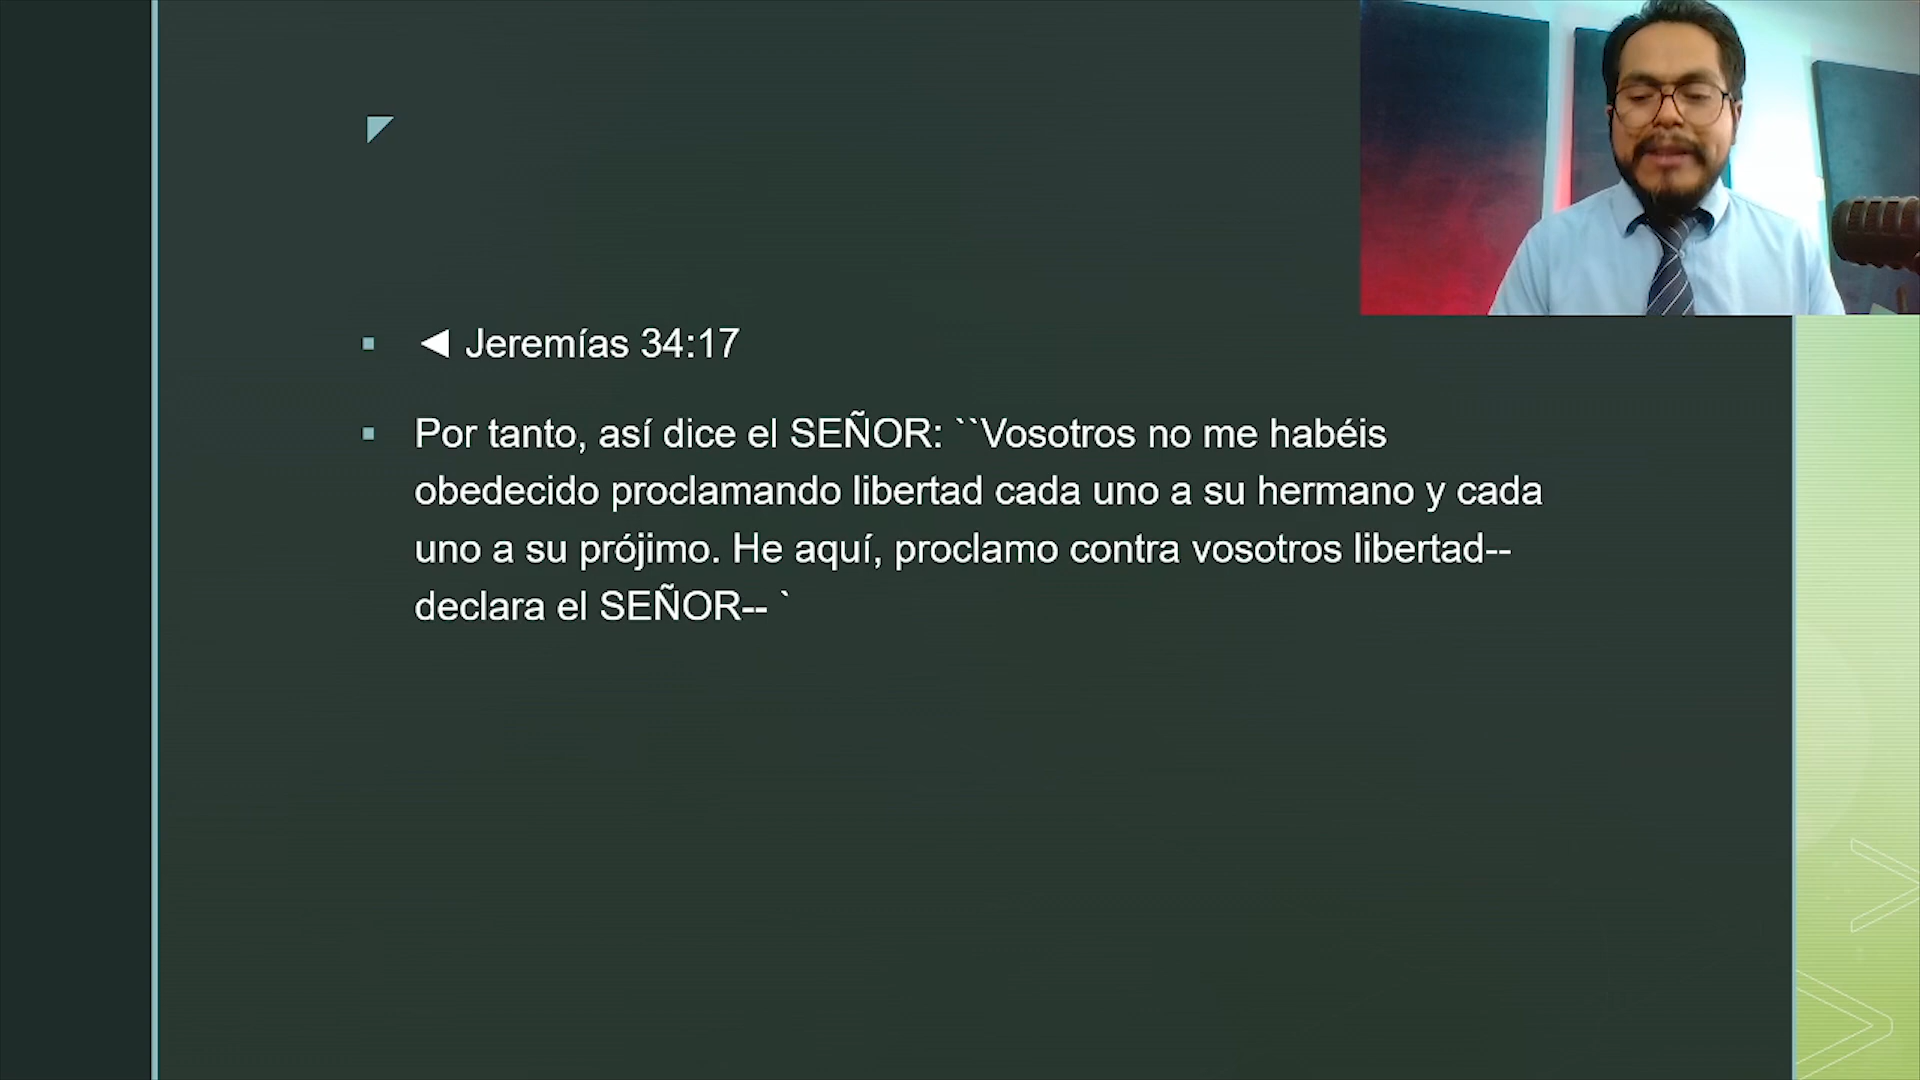 ◄ Jeremías 34:17
Por tanto, así dice el SEÑOR: ``Vosotros no me habéis
obedecido proclamando libertad cada uno a su hermano y cada
uno a su prójimo. He aquí, proclamo contra vosotros libertad--
declara el SEÑOR-- `